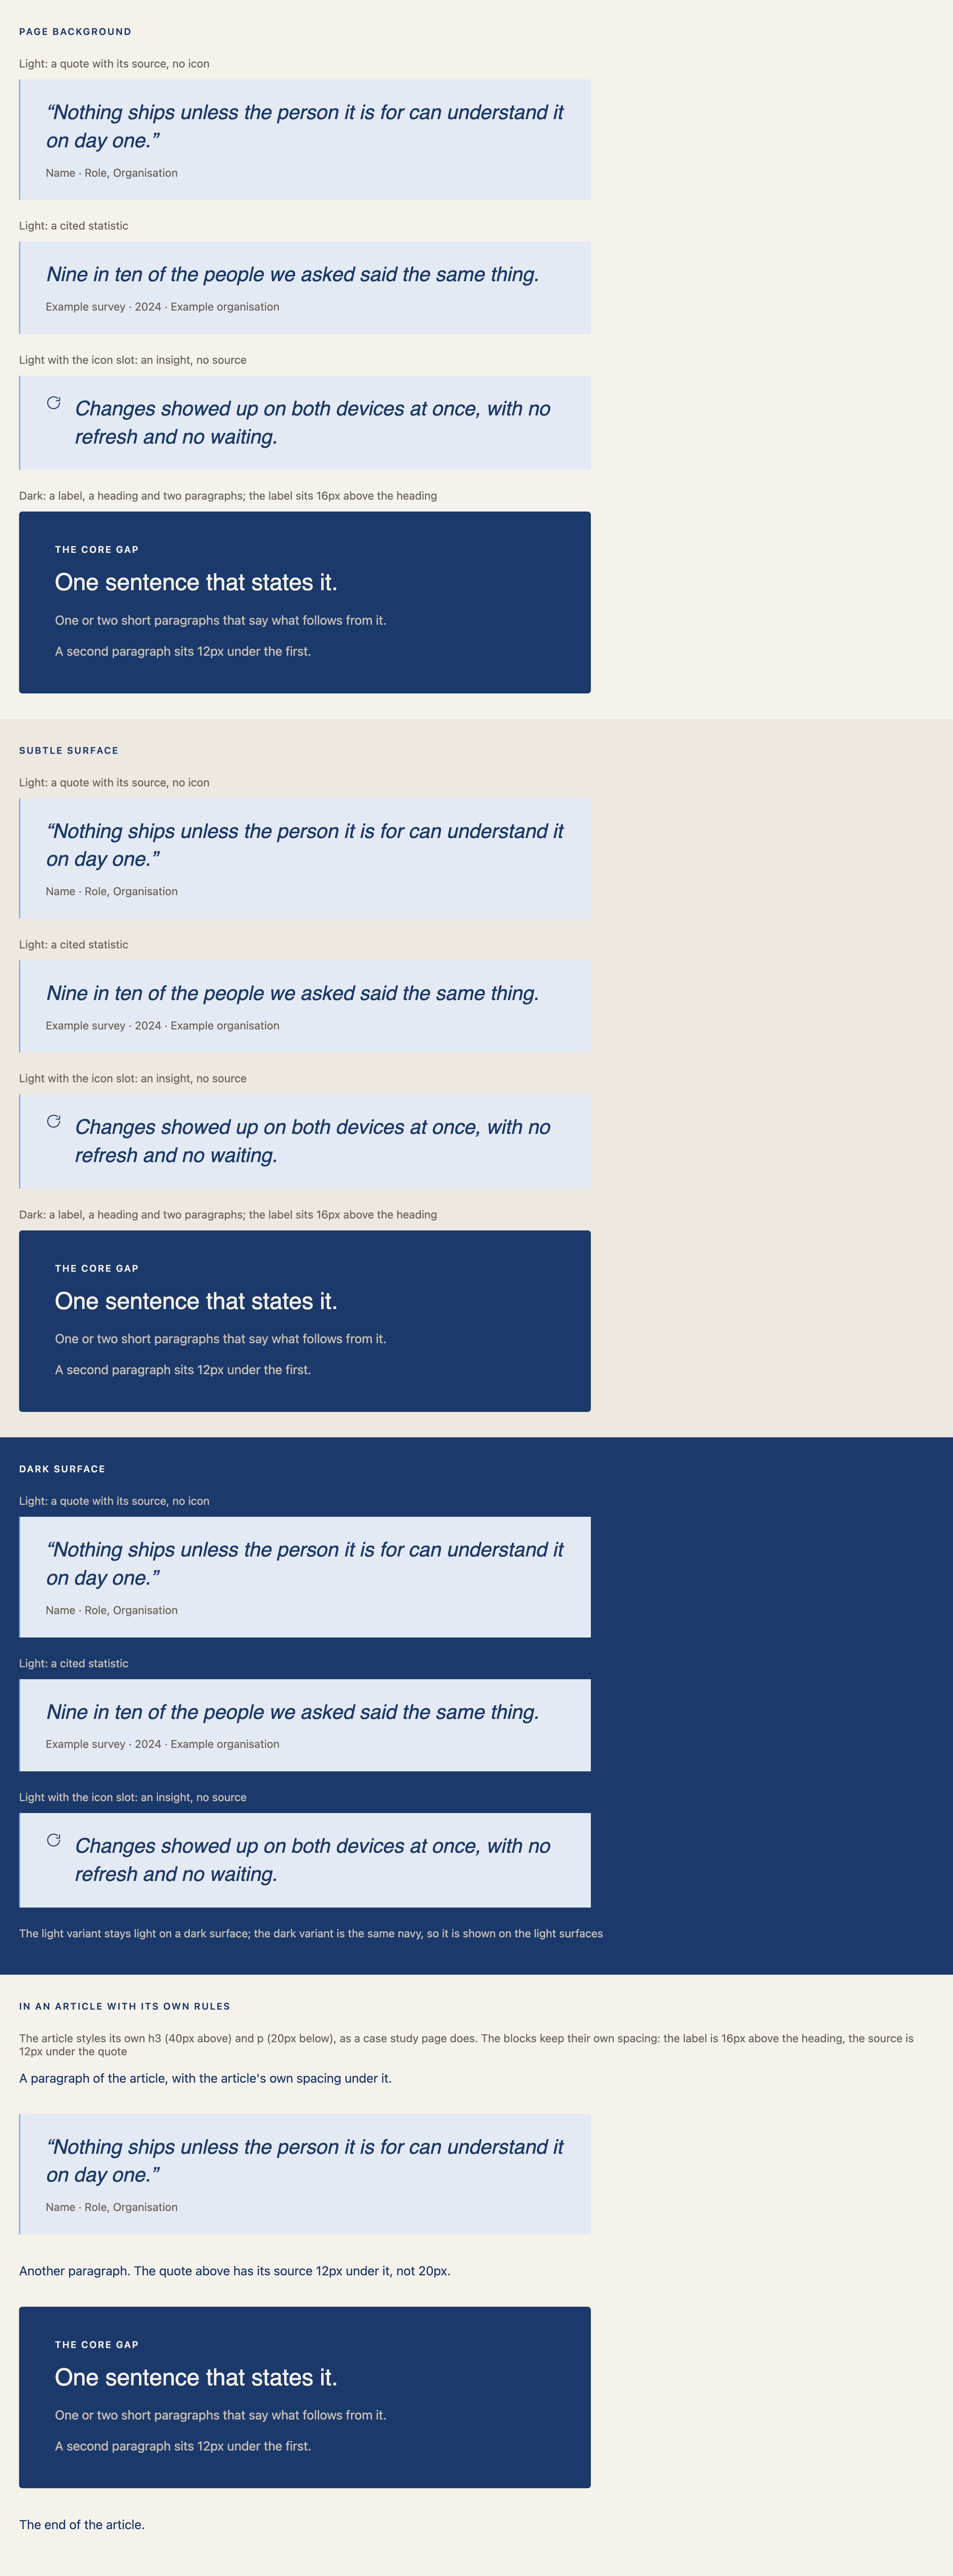 PAGE BACKGROUND
Light: a quote with its source, no icon
“Nothing ships unless the person it is for can understand it
on day one.”
Name · Role, Organisation
Light: a cited statistic
Nine in ten of the people we asked said the same thing.
Example survey · 2024 · Example organisation
Light with the icon slot: an insight, no source
Changes showed up on both devices at once, with no
refresh and no waiting.
Dark: a label, a heading and two paragraphs; the label sits 16px above the heading
THE CORE GAP
One sentence that states it.
One or two short paragraphs that say what follows from it.
A second paragraph sits 12px under the first.
SUBTLE SURFACE
Light: a quote with its source, no icon
“Nothing ships unless the person it is for can understand it
on day one.”
Name · Role, Organisation
Light: a cited statistic
Nine in ten of the people we asked said the same thing.
Example survey · 2024 · Example organisation
Light with the icon slot: an insight, no source
Changes showed up on both devices at once, with no
refresh and no waiting.
Dark: a label, a heading and two paragraphs; the label sits 16px above the heading
THE CORE GAP
One sentence that states it.
One or two short paragraphs that say what follows from it.
A second paragraph sits 12px under the first.
DARK SURFACE
Light: a quote with its source, no icon
“Nothing ships unless the person it is for can understand it
on day one.”
Name · Role, Organisation
Light: a cited statistic
Nine in ten of the people we asked said the same thing.
Example survey · 2024 · Example organisation
Light with the icon slot: an insight, no source
Changes showed up on both devices at once, with no
refresh and no waiting.
The light variant stays light on a dark surface; the dark variant is the same navy, so it is shown on the light surfaces
IN AN ARTICLE WITH ITS OWN RULES
The article styles its own h3 (40px above) and p (20px below), as a case study page does. The blocks keep their own spacing: the label is 16px above the heading, the source is
12px under the quote
A paragraph of the article, with the article's own spacing under it.
“Nothing ships unless the person it is for can understand it
on day one.”
Name · Role, Organisation
Another paragraph. The quote above has its source 12px under it, not 20px.
THE CORE GAP
One sentence that states it.
One or two short paragraphs that say what follows from it.
A second paragraph sits 12px under the first.
The end of the article.